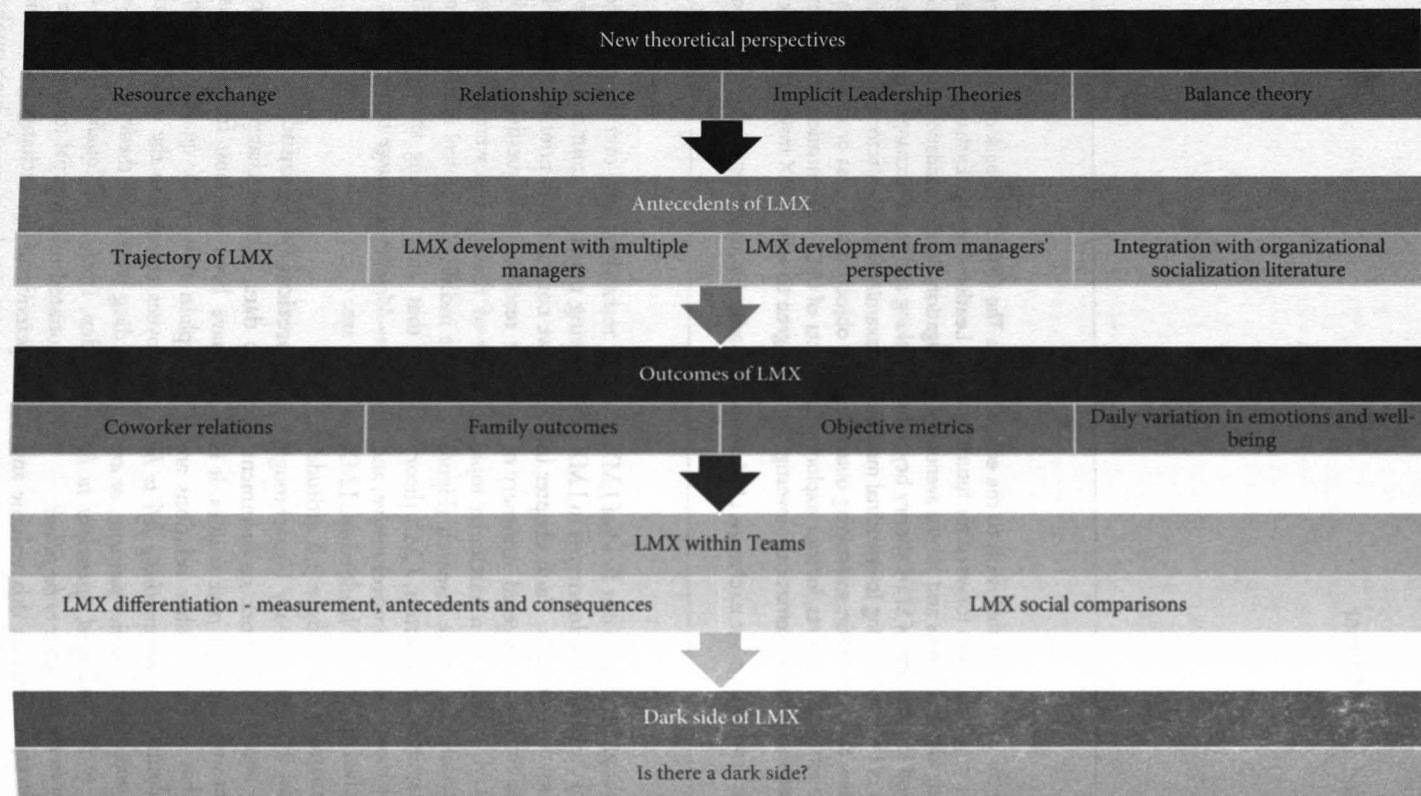 New theoretical perspectives
Resource exchange
Relationship science
Implicit Leadership Theories
Balance theory
Antecedents of LMX
Trajectory of LMX
LMX development with multiple
managers
LMX development from managers'
perspective
Integration with organizational
socialization literature
Outcomes of LMX
Coworker relations
Family outcomes
Objective metrics
Daily variation in emotions and well-
being
LMX within Teams
LMX differentiation - measurement, antecedents and consequences
LMX social comparisons
Dark side of LMX
Is there a dark side?